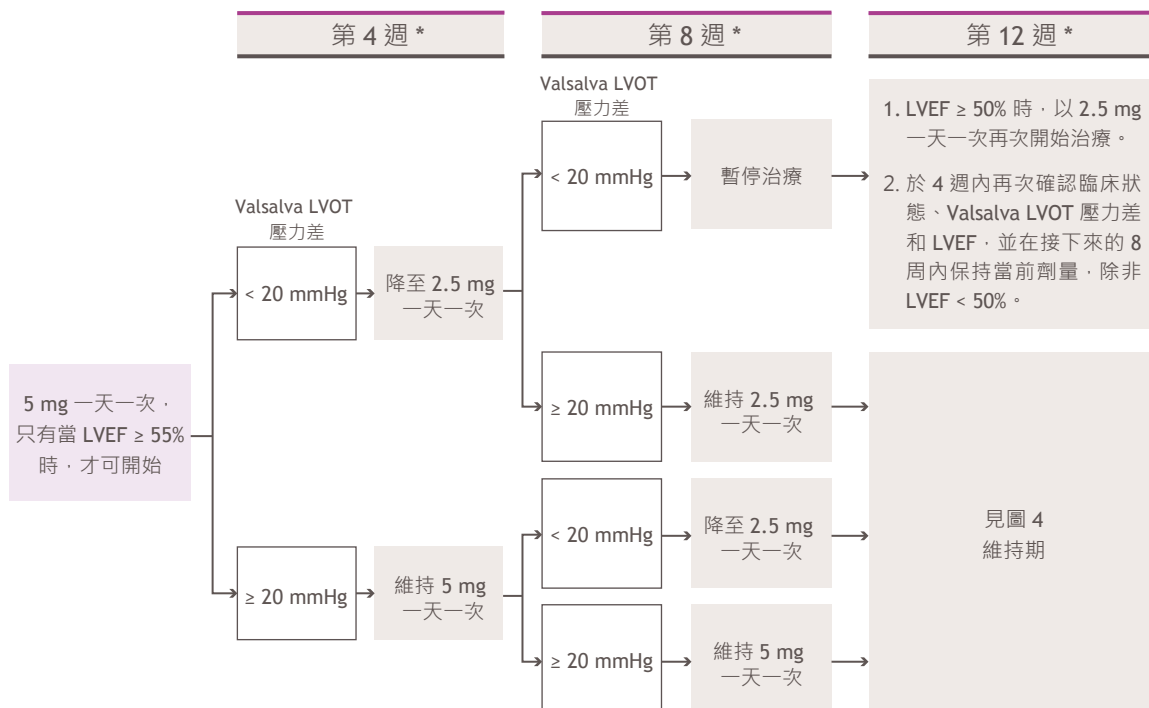 第 4 週 *
第 8 週 *
第 12 週 *
Valsalva LVOT
壓力差
< 20 mmHg
暫停治療
1. LVEF ≥ 50% 時，以 2.5 mg
一天一次再次開始治療。
2. 於 4 週內再次確認臨床狀
態、Valsalva LVOT 壓力差
和 LVEF，並在接下來的 8
周內保持當前劑量，除非
LVEF < 50%。
Valsalva LVOT
壓力差
< 20 mmHg
降至 2.5 mg
一天一次
5 mg 一天一次，
只有當 LVEF ≥ 55%
時，才可開始
≥ 20 mmHg
維持 2.5 mg
一天一次
< 20 mmHg
降至 2.5 mg
一天一次
見圖 4
維持期
≥ 20 mmHg
維持 5 mg
一天一次
≥ 20 mmHg
維持 5 mg
一天一次